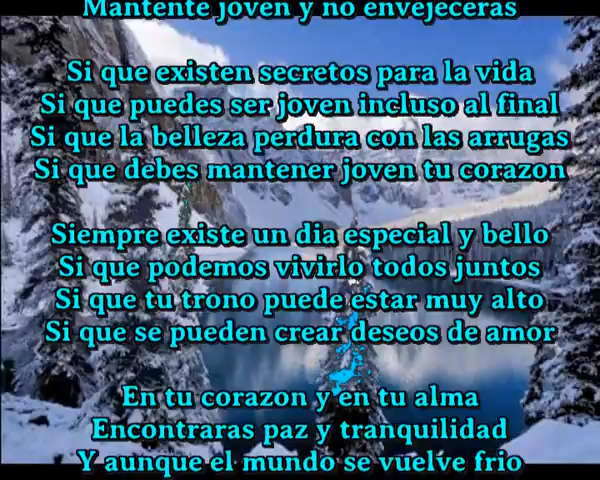 Mantente joven y no envejeceras
Si que existen secretos para la vida
Si que puedes ser joven incluso al final
Si que la belleza perdura con las arrugas
Si que debes mantener joven tu corazon
Siempre existe un dia especial y bello
Si que podemos vivirlo todos juntos
Si que tu trono puede estar muy alto
Si que se pueden crear deseos de amor
En tu corazon y en tu alma
Encontraras paz y tranquilidad
Y aunque el mundo se vuelve frio